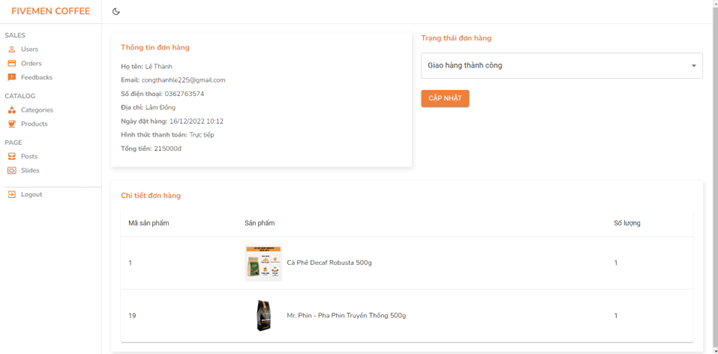 FIVEMEN COFFEE
SALES
Users
Orders
Feedbacks
CATALOG
Categories
Products
PAGE
Posts
Slides
Logout
Thông tin đơn hàng
Họ tên: Lê Thành
Email: congthanhle225@gmail.com
Số điện thoại: 0362763574
Địa chỉ: Lâm Đồng
Ngày đặt hàng: 16/12/2022 10:12
Hình thức thanh toán: Trực tiếp
Tổng tiền: 215000đ
Trạng thái đơn hàng
Giao hàng thành công
CẬP NHẬT
Chi tiết đơn hàng
Mã sản phẩm Sản phẩm Số lượng
1 Cà Phê Decaf Robusta 500g 1
19 Mr. Phin - Pha Phin Truyền Thống 500g 1